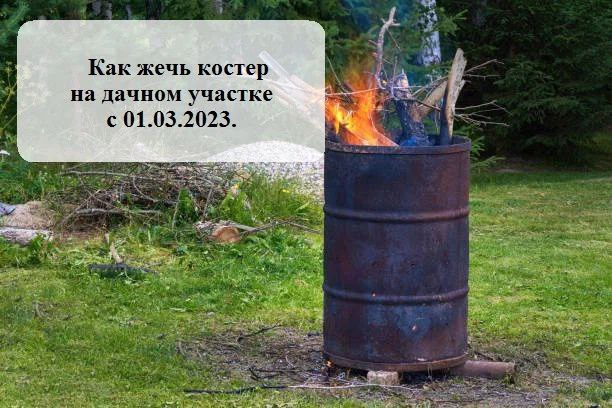 Как жечь костер
на дачном участке
с 01.03.2023.